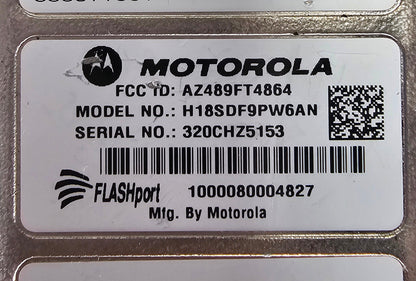 MOTOROLA
FCC ID: AZ489FT4864
MODEL NO.: H18SDF9PW6AN
SERIAL NO.: 320CHZ5153
FLASHport 1000080004827
Mfg. By Motorola